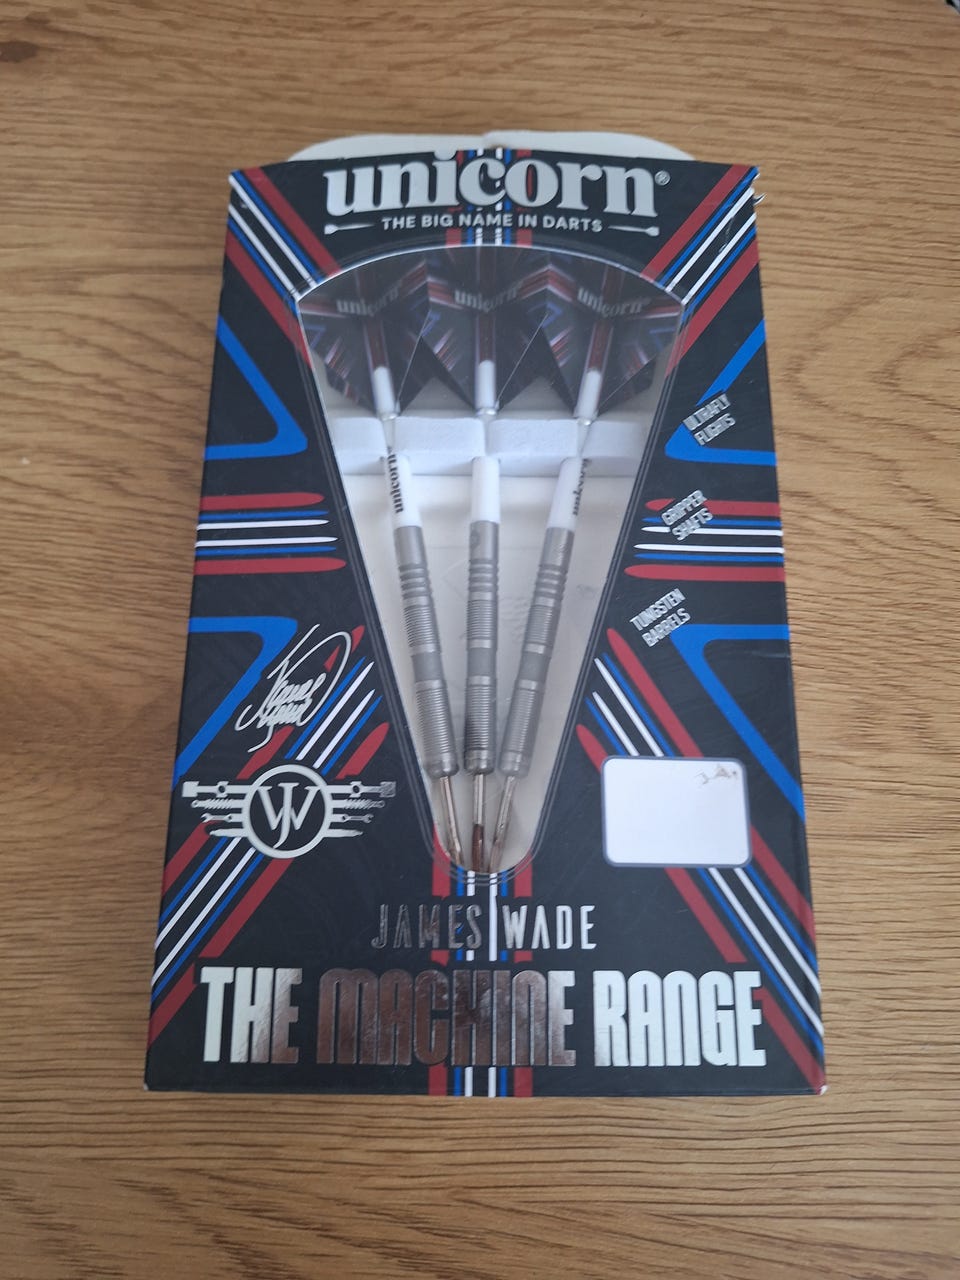 unicorn®
THE BIG NAME IN DARTS
unicorn®
unicorn®
unicorn®
ULTRAFLY
FLIGHTS
unicorn
unicorn
GRIPPER
SHAFTS
TUNGSTEN
BARRELS
JW
JAMES WADE
THE MACHINE RANGE